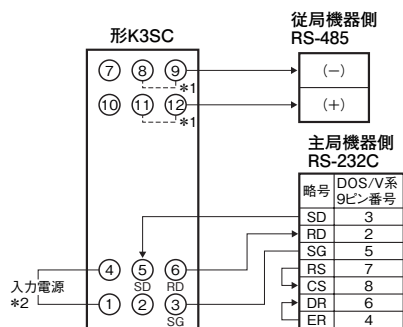 形K3SC
従局機器側
RS-485
7 8 9
*1
(−)
10 11 12
*1
(+)
主局機器側
RS-232C
略号 DOS/V系
9ピン番号
SD 3
RD 2
SG 5
RS 7
CS 8
DR 6
ER 4
4 5 6
SD RD
入力電源
*2
1 2 3
SG